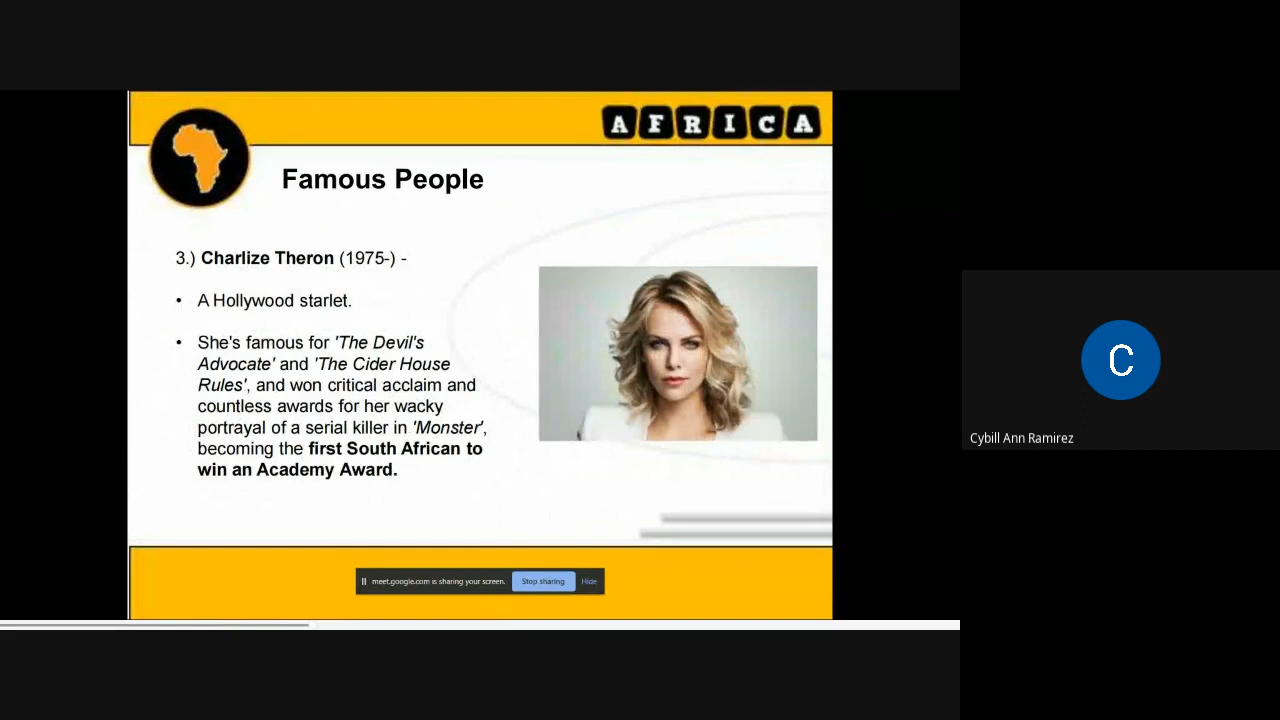 AFRICA
Famous People
3.) Charlize Theron (1975-) -
• A Hollywood starlet.
• She's famous for 'The Devil's
Advocate' and 'The Cider House
Rules', and won critical acclaim and
countless awards for her wacky
portrayal of a serial killer in 'Monster',
becoming the first South African to
win an Academy Award.
meet.google.com is sharing your screen. Stop sharing Hide
C
Cybill Ann Ramirez